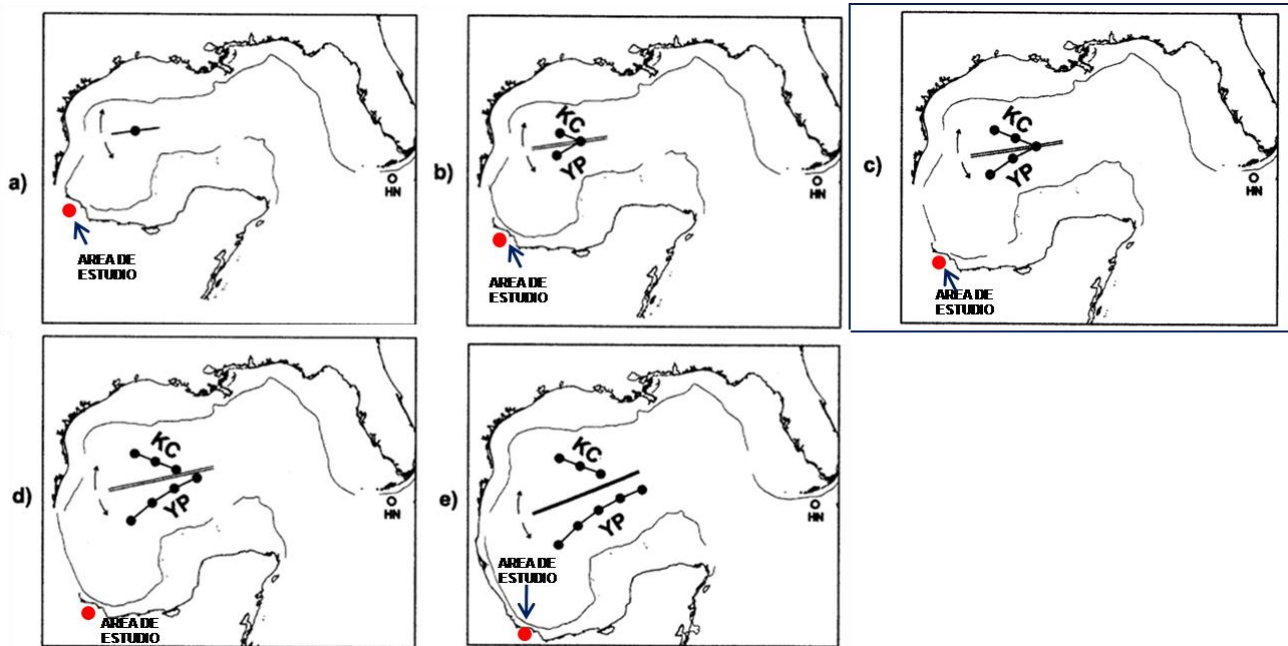 a)
HN
AREA DE
ESTUDIO
b)
KC
YP
HN
AREA DE
ESTUDIO
c)
KC
YP
HN
AREA DE
ESTUDIO
d)
KC
YP
HN
AREA DE
ESTUDIO
e)
KC
YP
HN
AREA DE
ESTUDIO